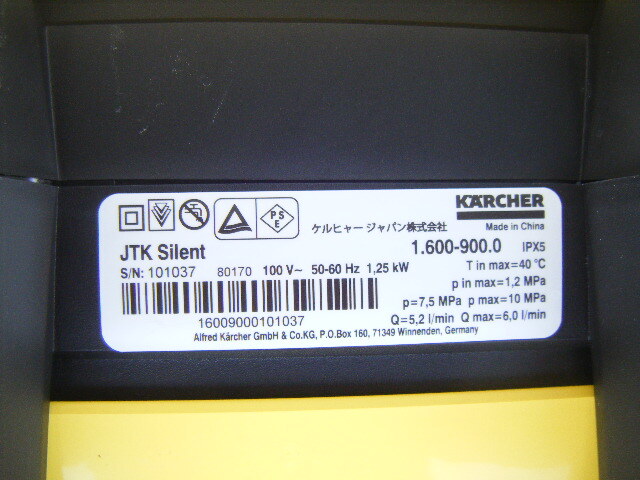 KÄRCHER
P S E
ケルヒャー ジャパン株式会社
Made in China
JTK Silent
1.600-900.0 IPX5
S/N: 101037 80170 100 V~ 50-60 Hz 1,25 kW
T in max=40 °C
p in max=1,2 MPa
p=7,5 MPa p max=10 MPa
Q=5,2 l/min Q max=6,0 l/min
16009000101037
Alfred Kärcher GmbH & Co.KG, P.O.Box 160, 71349 Winnenden, Germany